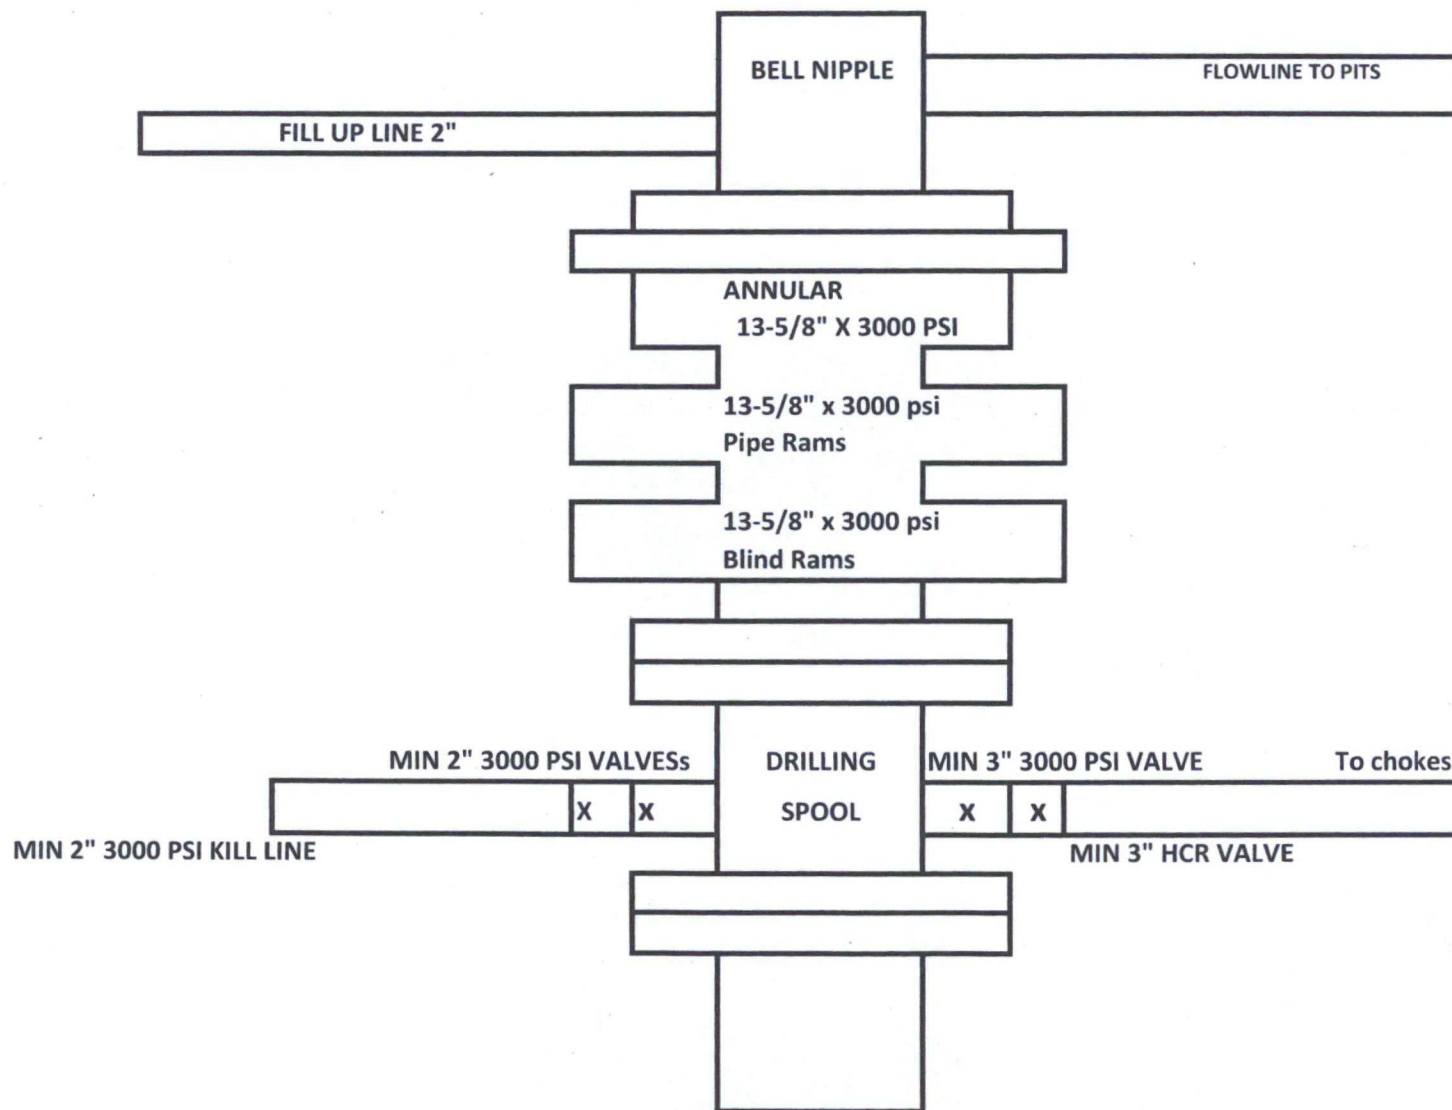 BELL NIPPLE
FLOWLINE TO PITS
FILL UP LINE 2"
ANNULAR
13-5/8" X 3000 PSI
13-5/8" x 3000 psi
Pipe Rams
13-5/8" x 3000 psi
Blind Rams
MIN 2" 3000 PSI VALVESs
DRILLING
MIN 3" 3000 PSI VALVE
To chokes
X
X
SPOOL
X
X
MIN 2" 3000 PSI KILL LINE
MIN 3" HCR VALVE